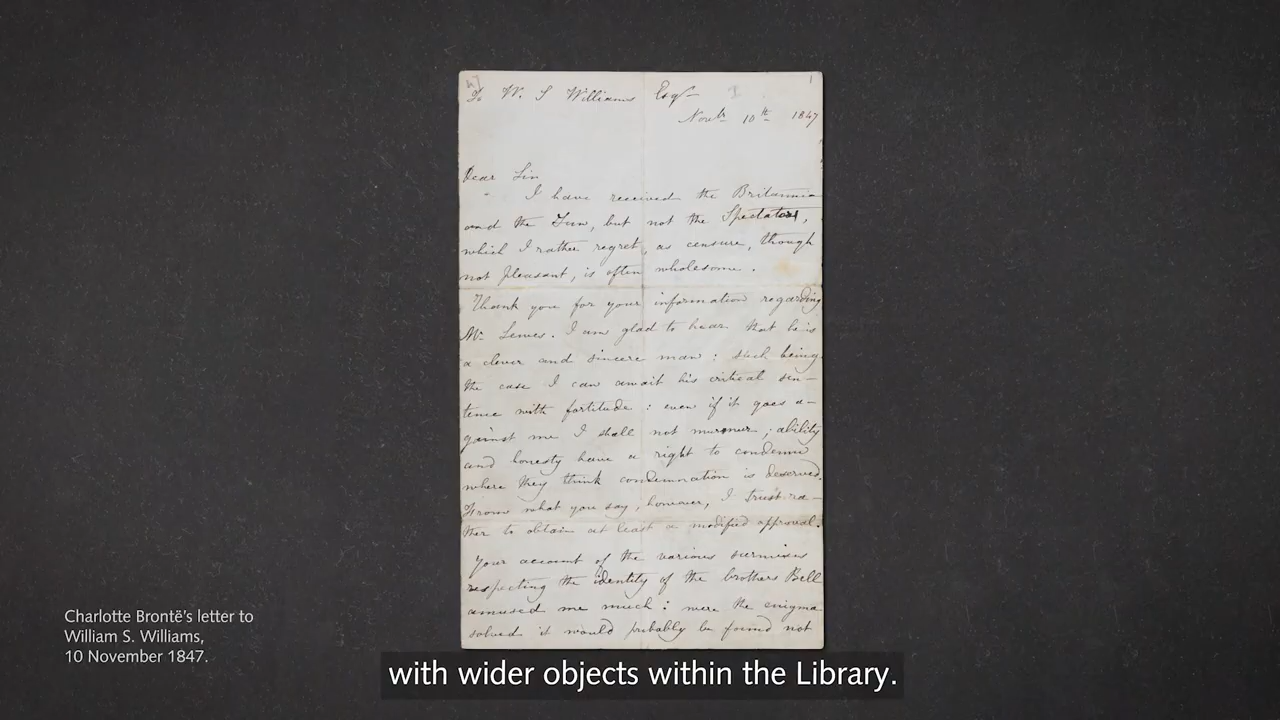 To W. S Williams Esqr
Novbr 10th 1847
Dear Sir
I have received the Britannia
and the Sun, but not the Spectator,
which I rather regret, as censure, though
not pleasant, is often wholesome.
Thank you for your information regarding
Mr Lewes. I am glad to hear that he is
a clever and sincere man: such being
the case I can await his critical sen-
tence with fortitude: even if it goes a-
gainst me I shall not murmur; ability
and honesty have a right to condemn
where they think condemnation is deserved.
From what you say, however, I trust ra-
ther to obtain at least a modified approval.
Your account of the various surmises
respecting the identity of the brothers Bell
amused me much: were the enigma
solved it would probably be found not
Charlotte Brontë's letter to
William S. Williams,
10 November 1847.
with wider objects within the Library.